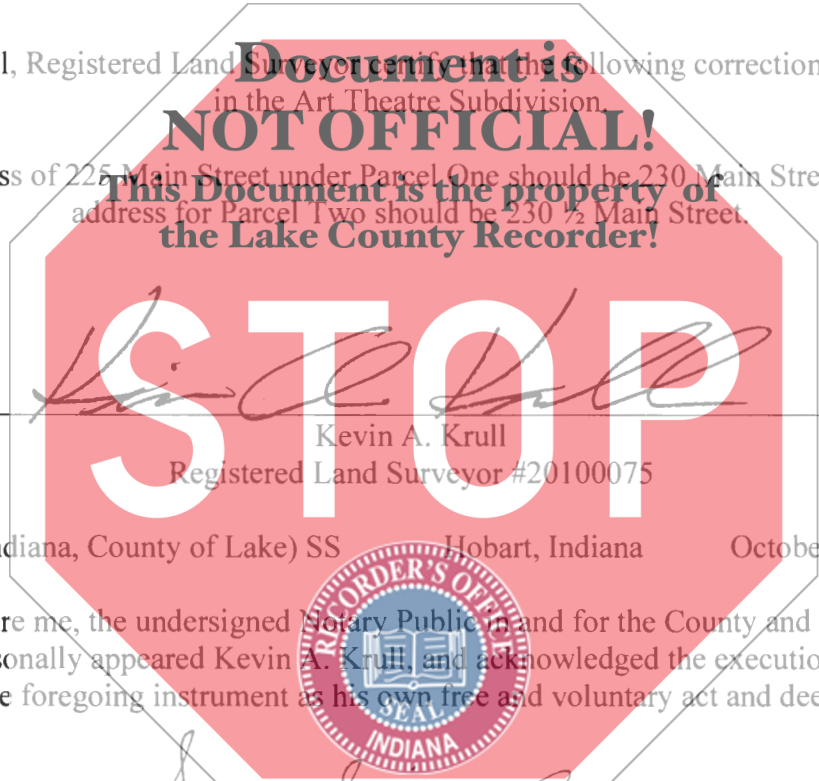 l, Registered Land Surveyor certify that the following correction
in the Art Theatre Subdivision.
ss of 225 Main Street under Parcel One should be 230 Main Stre
address for Parcel Two should be 230 ½ Main Street.
Document is
NOT OFFICIAL!
This Document is the property of
the Lake County Recorder!
STOP
Kevin A. Krull
Kevin A. Krull
Registered Land Surveyor #20100075
diana, County of Lake) SS Hobart, Indiana Octobe
re me, the undersigned Notary Public in and for the County and
sonally appeared Kevin A. Krull, and acknowledged the executio
e foregoing instrument as his own free and voluntary act and dee
RECORDER'S OFFICE
SEAL
INDIANA